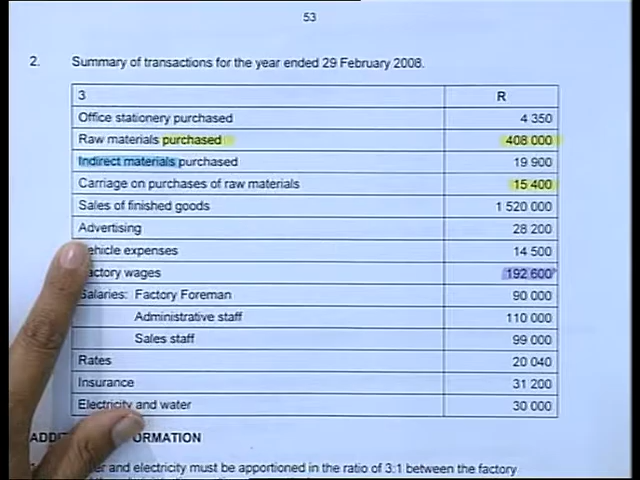 53
2. Summary of transactions for the year ended 29 February 2008.
3 R
Office stationery purchased 4 350
Raw materials purchased 408 000
Indirect materials purchased 19 900
Carriage on purchases of raw materials 15 400
Sales of finished goods 1 520 000
Advertising 28 200
ehicle expenses 14 500
actory wages 192 600
Salaries: Factory Foreman 90 000
Administrative staff 110 000
Sales staff 99 000
Rates 20 040
Insurance 31 200
Electricity and water 30 000
ADD ORMATION
er and electricity must be apportioned in the ratio of 3:1 between the factory